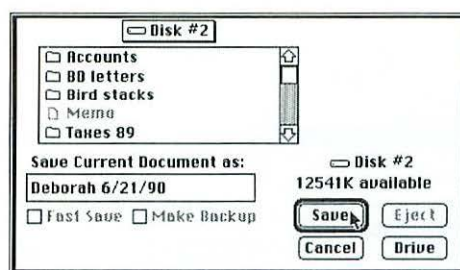 Disk #2
Accounts
BD letters
Bird stacks
Memo
Taxes 89
Save Current Document as:
Disk #2
Deborah 6/21/90
12541K available
Fast Save
Make Backup
Save
Eject
Cancel
Drive